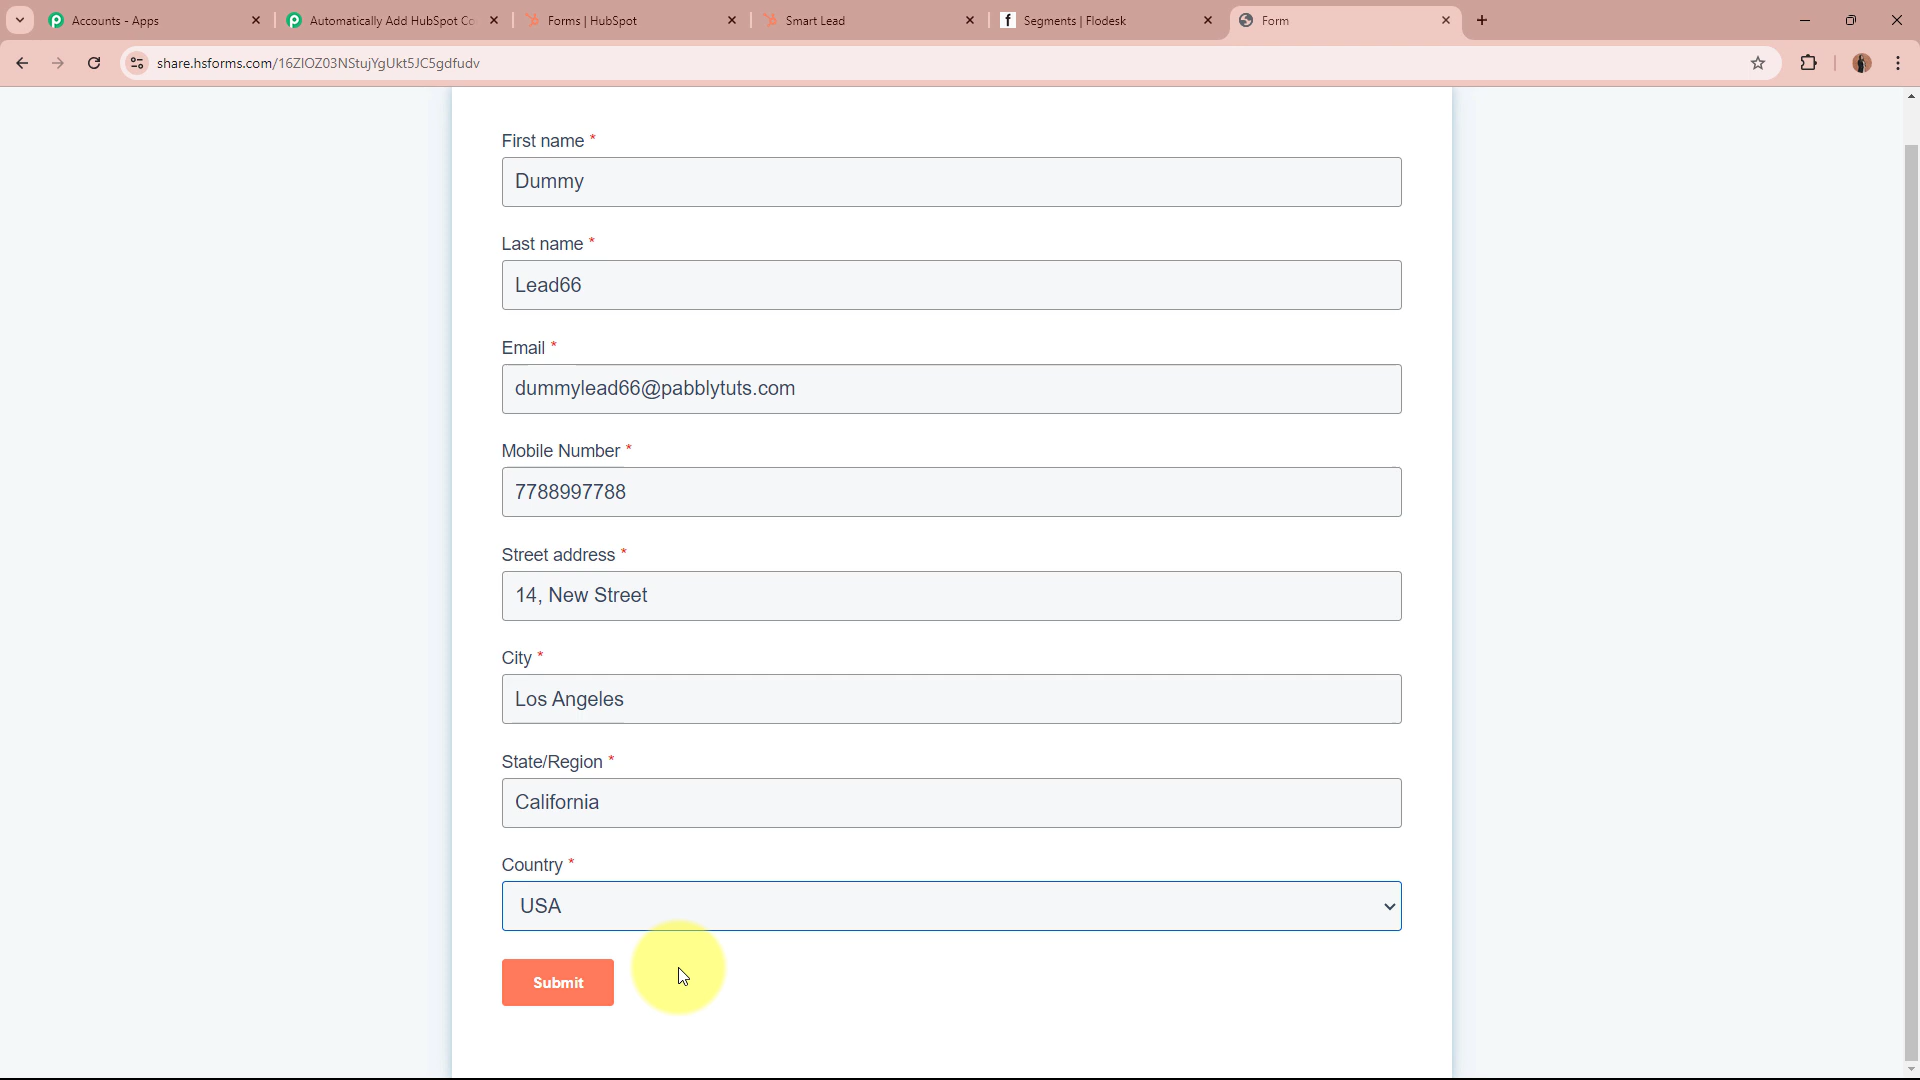 Accounts - Apps
Automatically Add HubSpot Co
Forms | HubSpot
Smart Lead
f
Segments | Flodesk
Form
share.hsforms.com/16ZIOZ03NStujYgUkt5JC5gdfudv
First name *
Dummy
Last name *
Lead66
Email *
dummylead66@pabblytuts.com
Mobile Number *
7788997788
Street address *
14, New Street
City *
Los Angeles
State/Region *
California
Country *
USA
Submit